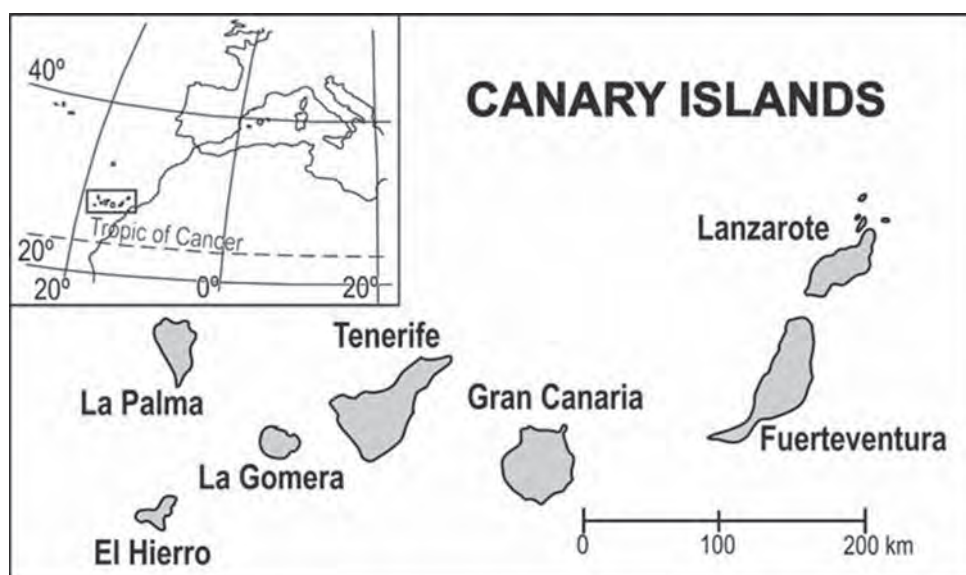 CANARY ISLANDS
40º
Tropic of Cancer
20º
20º 0º 20º
Lanzarote
Tenerife
La Palma
Gran Canaria
Fuerteventura
La Gomera
El Hierro
0 100 200 km